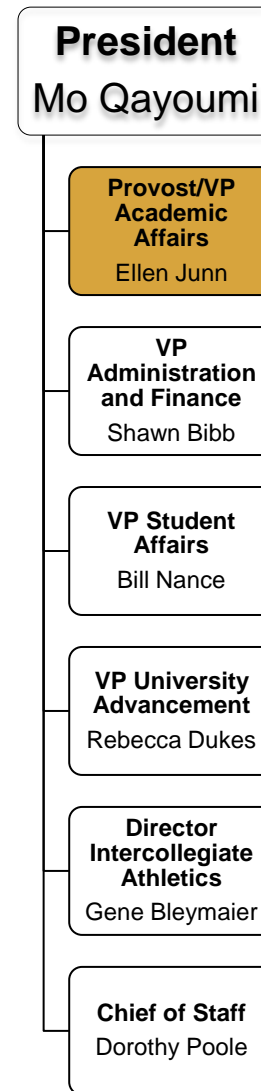 President
Mo Qayoumi
Provost/VP
Academic
Affairs
Ellen Junn
VP
Administration
and Finance
Shawn Bibb
VP Student
Affairs
Bill Nance
VP University
Advancement
Rebecca Dukes
Director
Intercollegiate
Athletics
Gene Bleymaier
Chief of Staff
Dorothy Poole